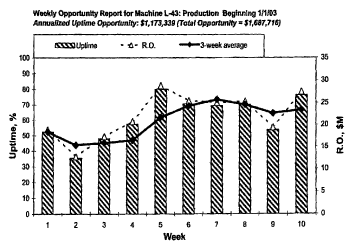 Weekly Opportunity Report for Machine L-43: Production Beginning 1/1/03
Annualized Uptime Opportunity: $1,173,339 (Total Opportunity = $1,687,716)
Uptime R.O. 3-week average
Uptime, %
100
90
80
70
60
50
40
30
20
10
0
1 2 3 4 5 6 7 8 9 10
Week
35
30
25
20
15
10
5
0
R.O., $M